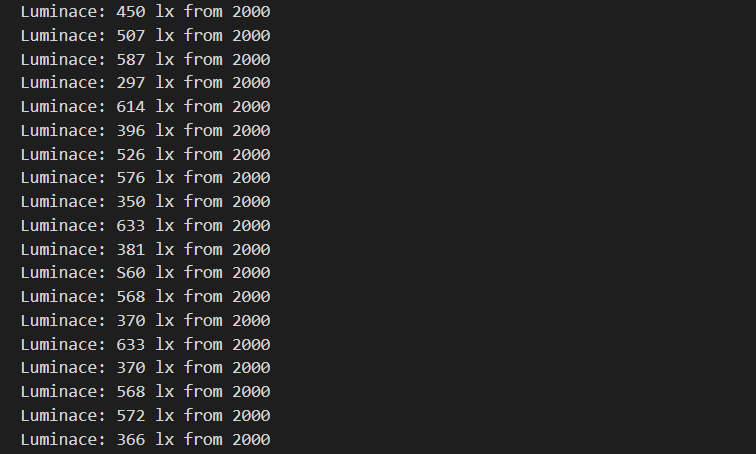 Luminace: 450 lx from 2000
Luminace: 507 lx from 2000
Luminace: 587 lx from 2000
Luminace: 297 lx from 2000
Luminace: 614 lx from 2000
Luminace: 396 lx from 2000
Luminace: 526 lx from 2000
Luminace: 576 lx from 2000
Luminace: 350 lx from 2000
Luminace: 633 lx from 2000
Luminace: 381 lx from 2000
Luminace: S60 lx from 2000
Luminace: 568 lx from 2000
Luminace: 370 lx from 2000
Luminace: 633 lx from 2000
Luminace: 370 lx from 2000
Luminace: 568 lx from 2000
Luminace: 572 lx from 2000
Luminace: 366 lx from 2000